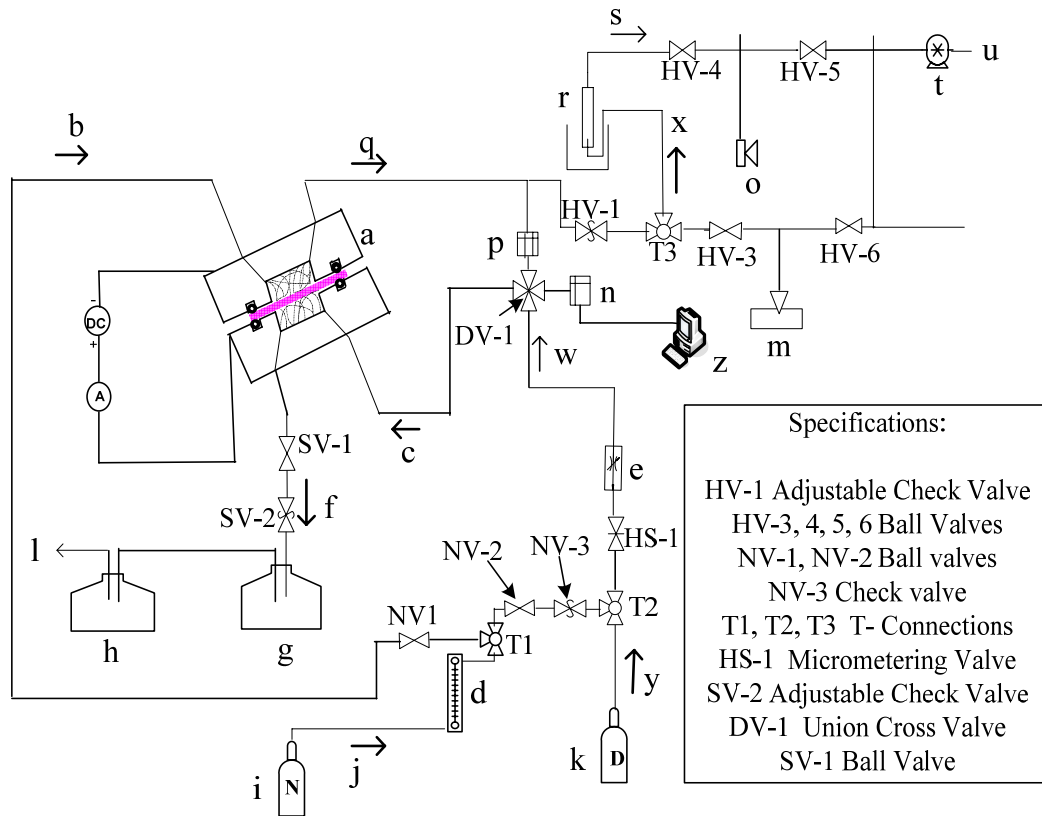 s
HV-4
HV-5
t
u
r
x
b
q
o
a
HV-1
T3
HV-3
HV-6
p
n
-
DC
+
DV-1
w
z
m
A
c
SV-1
e
f
SV-2
HS-1
NV-2
NV-3
l
NV1
T1
T2
h
g
d
y
j
k
D
i
N
Specifications:
HV-1 Adjustable Check Valve
HV-3, 4, 5, 6 Ball Valves
NV-1, NV-2 Ball valves
NV-3 Check valve
T1, T2, T3 T- Connections
HS-1 Micrometering Valve
SV-2 Adjustable Check Valve
DV-1 Union Cross Valve
SV-1 Ball Valve